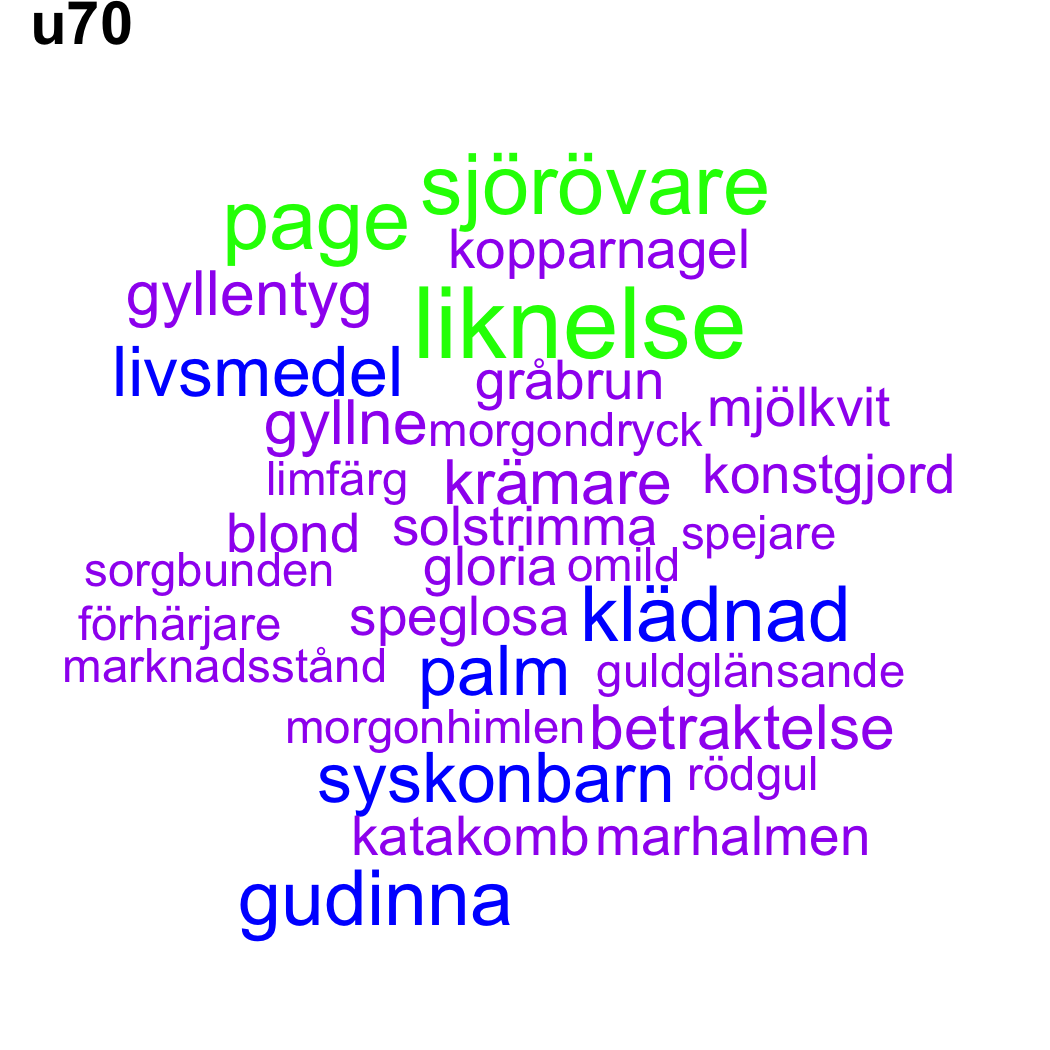 u70
sjörövare
page
kopparnagel
gyllentyg
liknelse
livsmedel
gråbrun
mjölkvit
gyllne
morgondryck
limfärg
krämare
konstgjord
blond
solstrimma
spejare
sorgbunden
gloria
omild
förhärjare
speglosa
klädnad
marknadsstånd
palm
guldglänsande
morgonhimlen
betraktelse
syskonbarn
rödgul
katakomb
marhalmen
gudinna